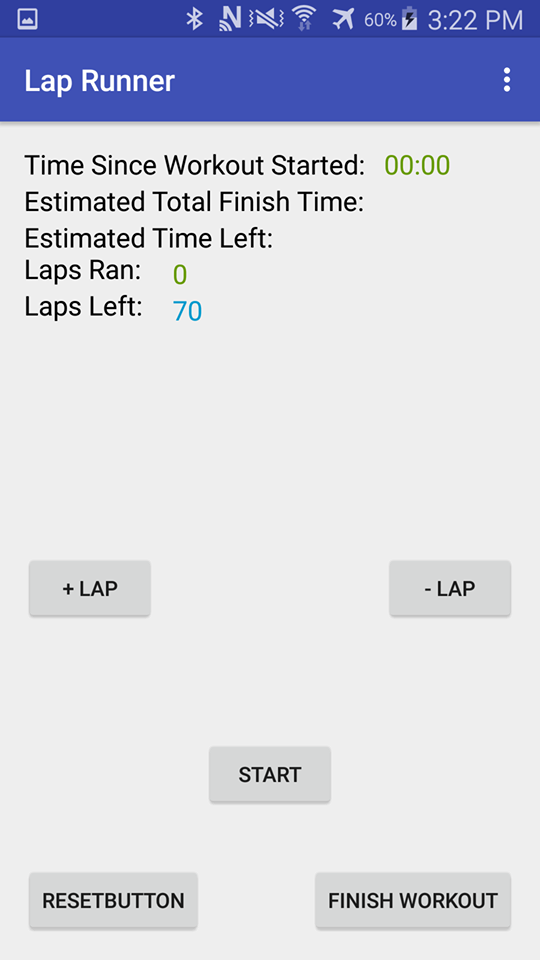 60% 3:22 PM
Lap Runner
Time Since Workout Started: 00:00
Estimated Total Finish Time:
Estimated Time Left:
Laps Ran: 0
Laps Left: 70
+ LAP - LAP
START
RESETBUTTON FINISH WORKOUT